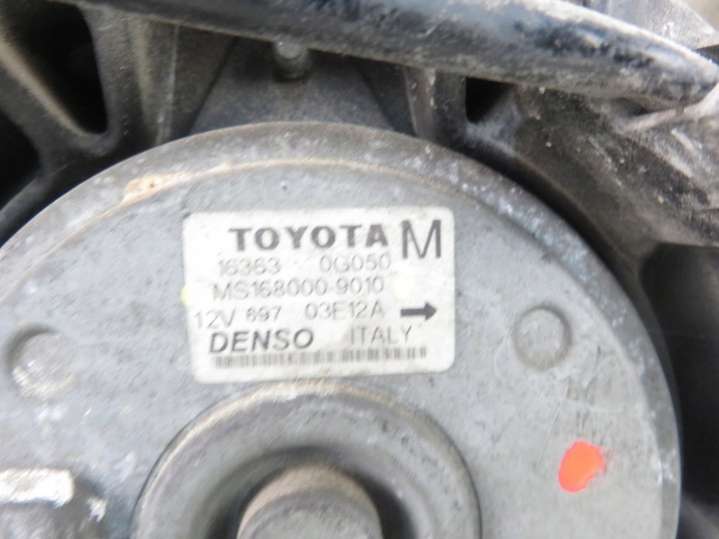 TOYOTA M
16363 0G050
MS168000-9010
12V 697 03E12A →
DENSO ITALY